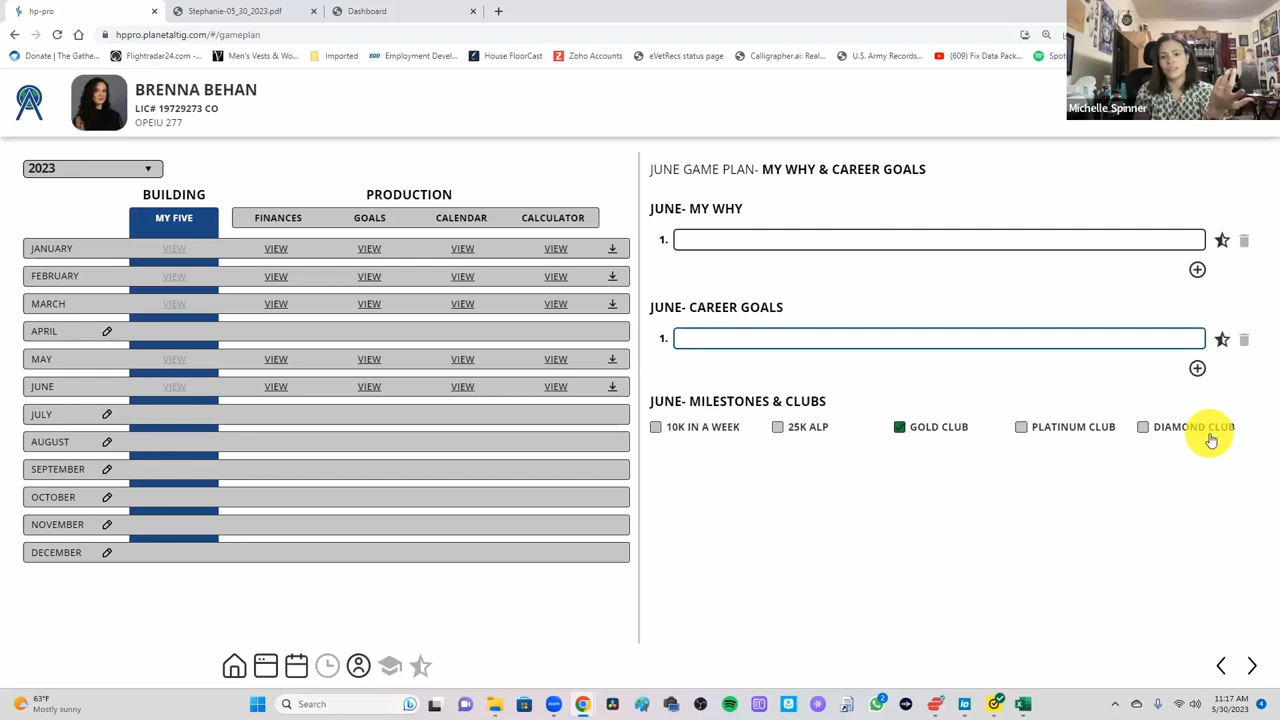 hp-pro
Stephanie-05_30_2023.pdf
Dashboard
hppro.planetaltig.com/#/gameplan
Donate | The Gathe...
Flightradar24.com -...
Men's Vests & Wo...
Imported
EDD
Employment Devel...
House FloorCast
Zoho Accounts
eVetRecs status page
Calligrapher.ai: Real...
U.S. Army Records...
(609) Fix Data Pack...
Spot
Michelle Spinner
BRENNA BEHAN
LIC# 19729273 CO
OPEIU 277
2023
BUILDING
PRODUCTION
MY FIVE
FINANCES
GOALS
CALENDAR
CALCULATOR
JANUARY VIEW VIEW VIEW VIEW VIEW
FEBRUARY VIEW VIEW VIEW VIEW VIEW
MARCH VIEW VIEW VIEW VIEW VIEW
APRIL
MAY VIEW VIEW VIEW VIEW VIEW
JUNE VIEW VIEW VIEW VIEW VIEW
JULY
AUGUST
SEPTEMBER
OCTOBER
NOVEMBER
DECEMBER
JUNE GAME PLAN- MY WHY & CAREER GOALS
JUNE- MY WHY
1.
JUNE- CAREER GOALS
1.
JUNE- MILESTONES & CLUBS
10K IN A WEEK
25K ALP
GOLD CLUB
PLATINUM CLUB
DIAMOND CLUB
63°F
Mostly sunny
Search
2
11:17 AM
5/30/2023
4